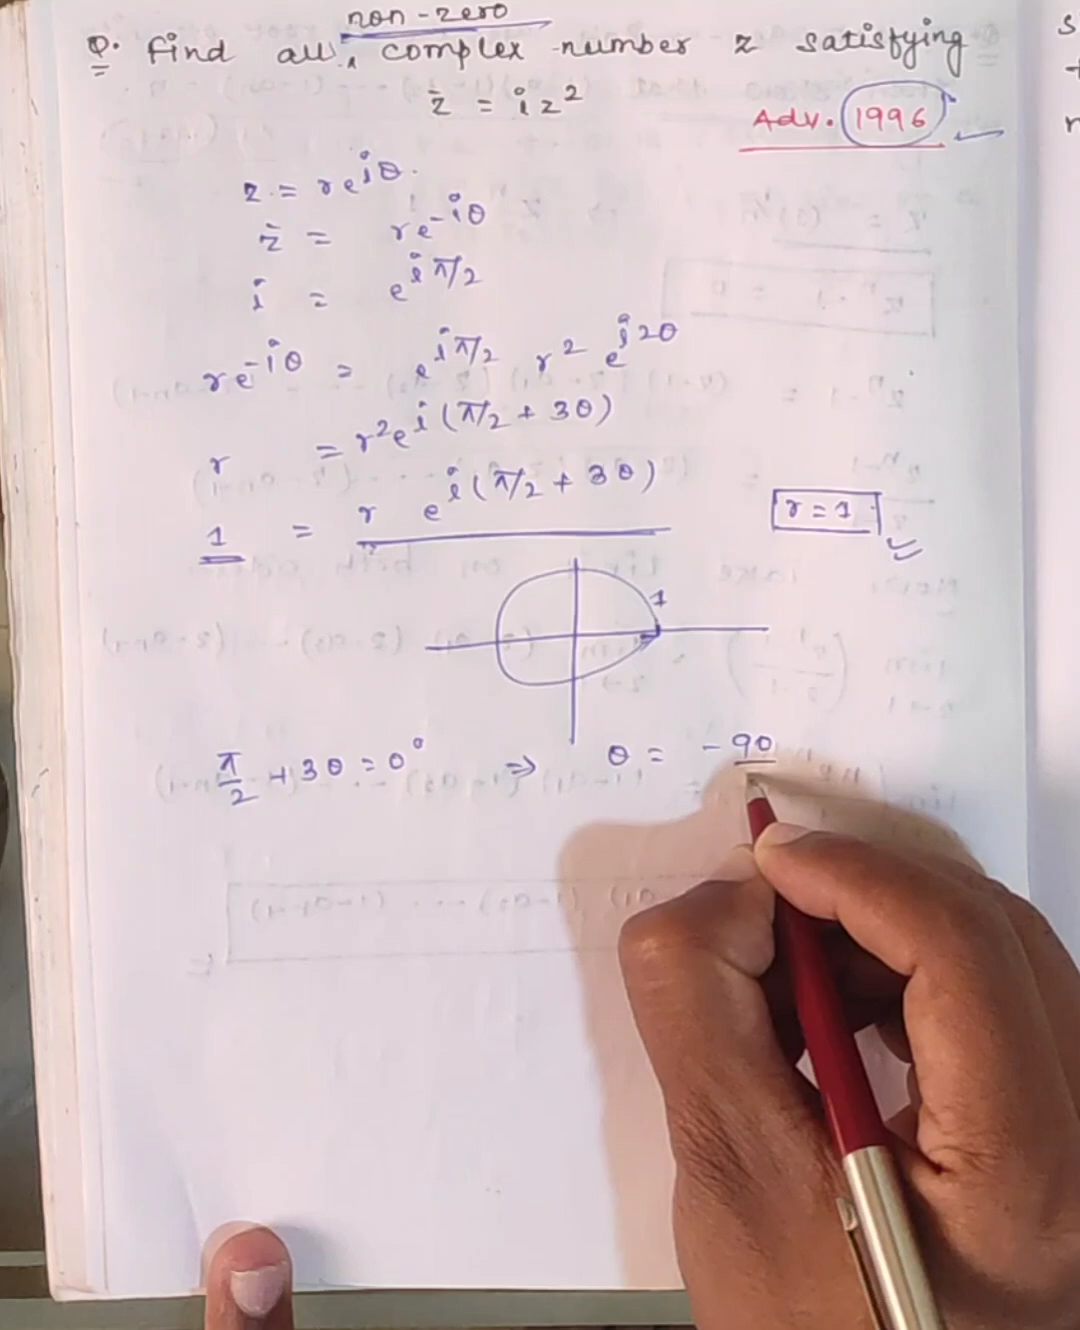 non-zero
Q. Find all complex number z satisfying
z̄ = i z²
Adv. 1996
z = re^iθ.
z̄ = re^-iθ
i = e^iπ/2
re^-iθ = e^iπ/2 r² e^i2θ
r = r²e^i(π/2 + 3θ)
1 = r e^i(π/2 + 3θ)
r = 1
1
π/2 + 3θ = 0° ⇒ θ = -90